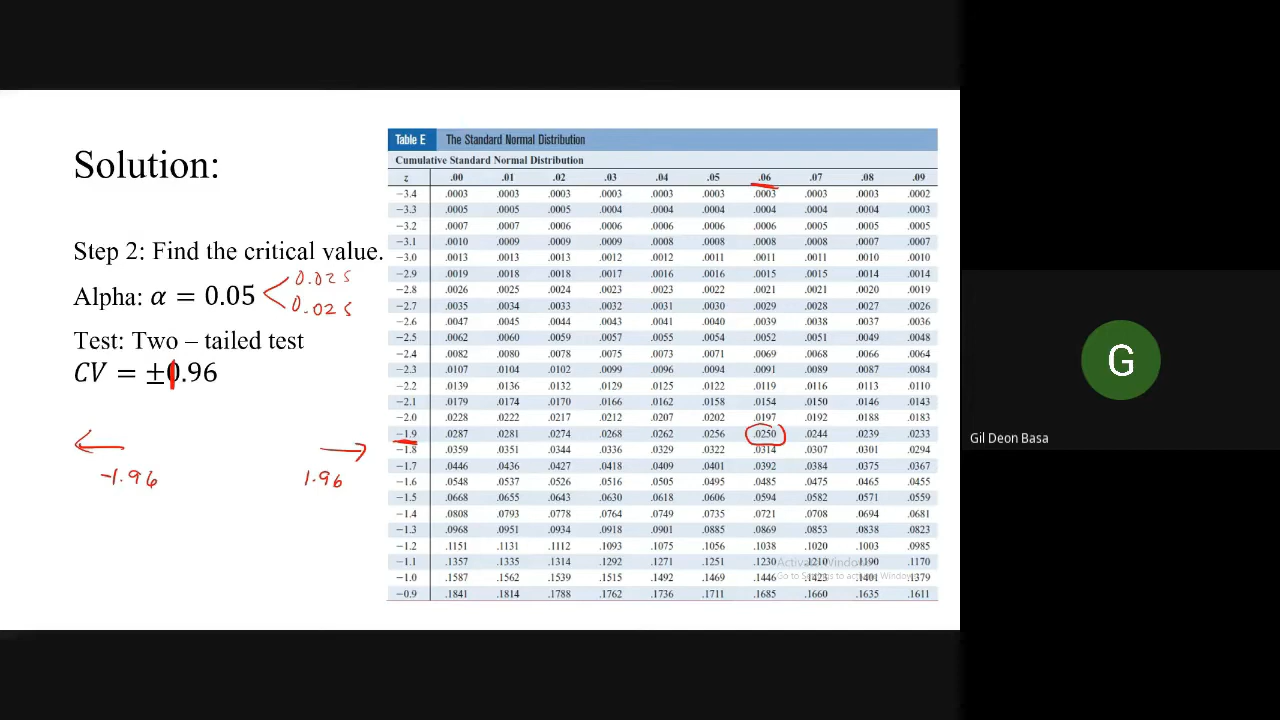 Solution:
Step 2: Find the critical value.
Alpha: α = 0.05
0.025
0.025
Test: Two – tailed test
CV = ±0.96
-1.96
1.96
Table E The Standard Normal Distribution
Cumulative Standard Normal Distribution
z .00 .01 .02 .03 .04 .05 .06 .07 .08 .09
−3.4 .0003 .0003 .0003 .0003 .0003 .0003 .0003 .0003 .0003 .0002
−3.3 .0005 .0005 .0005 .0004 .0004 .0004 .0004 .0004 .0004 .0003
−3.2 .0007 .0007 .0006 .0006 .0006 .0006 .0006 .0005 .0005 .0005
−3.1 .0010 .0009 .0009 .0009 .0008 .0008 .0008 .0008 .0007 .0007
−3.0 .0013 .0013 .0013 .0012 .0012 .0011 .0011 .0011 .0010 .0010
−2.9 .0019 .0018 .0018 .0017 .0016 .0016 .0015 .0015 .0014 .0014
−2.8 .0026 .0025 .0024 .0023 .0023 .0022 .0021 .0021 .0020 .0019
−2.7 .0035 .0034 .0033 .0032 .0031 .0030 .0029 .0028 .0027 .0026
−2.6 .0047 .0045 .0044 .0043 .0041 .0040 .0039 .0038 .0037 .0036
−2.5 .0062 .0060 .0059 .0057 .0055 .0054 .0052 .0051 .0049 .0048
−2.4 .0082 .0080 .0078 .0075 .0073 .0071 .0069 .0068 .0066 .0064
−2.3 .0107 .0104 .0102 .0099 .0096 .0094 .0091 .0089 .0087 .0084
−2.2 .0139 .0136 .0132 .0129 .0125 .0122 .0119 .0116 .0113 .0110
−2.1 .0179 .0174 .0170 .0166 .0162 .0158 .0154 .0150 .0146 .0143
−2.0 .0228 .0222 .0217 .0212 .0207 .0202 .0197 .0192 .0188 .0183
−1.9 .0287 .0281 .0274 .0268 .0262 .0256 .0250 .0244 .0239 .0233
−1.8 .0359 .0351 .0344 .0336 .0329 .0322 .0314 .0307 .0301 .0294
−1.7 .0446 .0436 .0427 .0418 .0409 .0401 .0392 .0384 .0375 .0367
−1.6 .0548 .0537 .0526 .0516 .0505 .0495 .0485 .0475 .0465 .0455
−1.5 .0668 .0655 .0643 .0630 .0618 .0606 .0594 .0582 .0571 .0559
−1.4 .0808 .0793 .0778 .0764 .0749 .0735 .0721 .0708 .0694 .0681
−1.3 .0968 .0951 .0934 .0918 .0901 .0885 .0869 .0853 .0838 .0823
−1.2 .1151 .1131 .1112 .1093 .1075 .1056 .1038 .1020 .1003 .0985
−1.1 .1357 .1335 .1314 .1292 .1271 .1251 .1230 .1210 .1190 .1170
−1.0 .1587 .1562 .1539 .1515 .1492 .1469 .1446 .1423 .1401 .1379
−0.9 .1841 .1814 .1788 .1762 .1736 .1711 .1685 .1660 .1635 .1611
Activate Windows
Go to Settings to activate Windows.
G
Gil Deon Basa